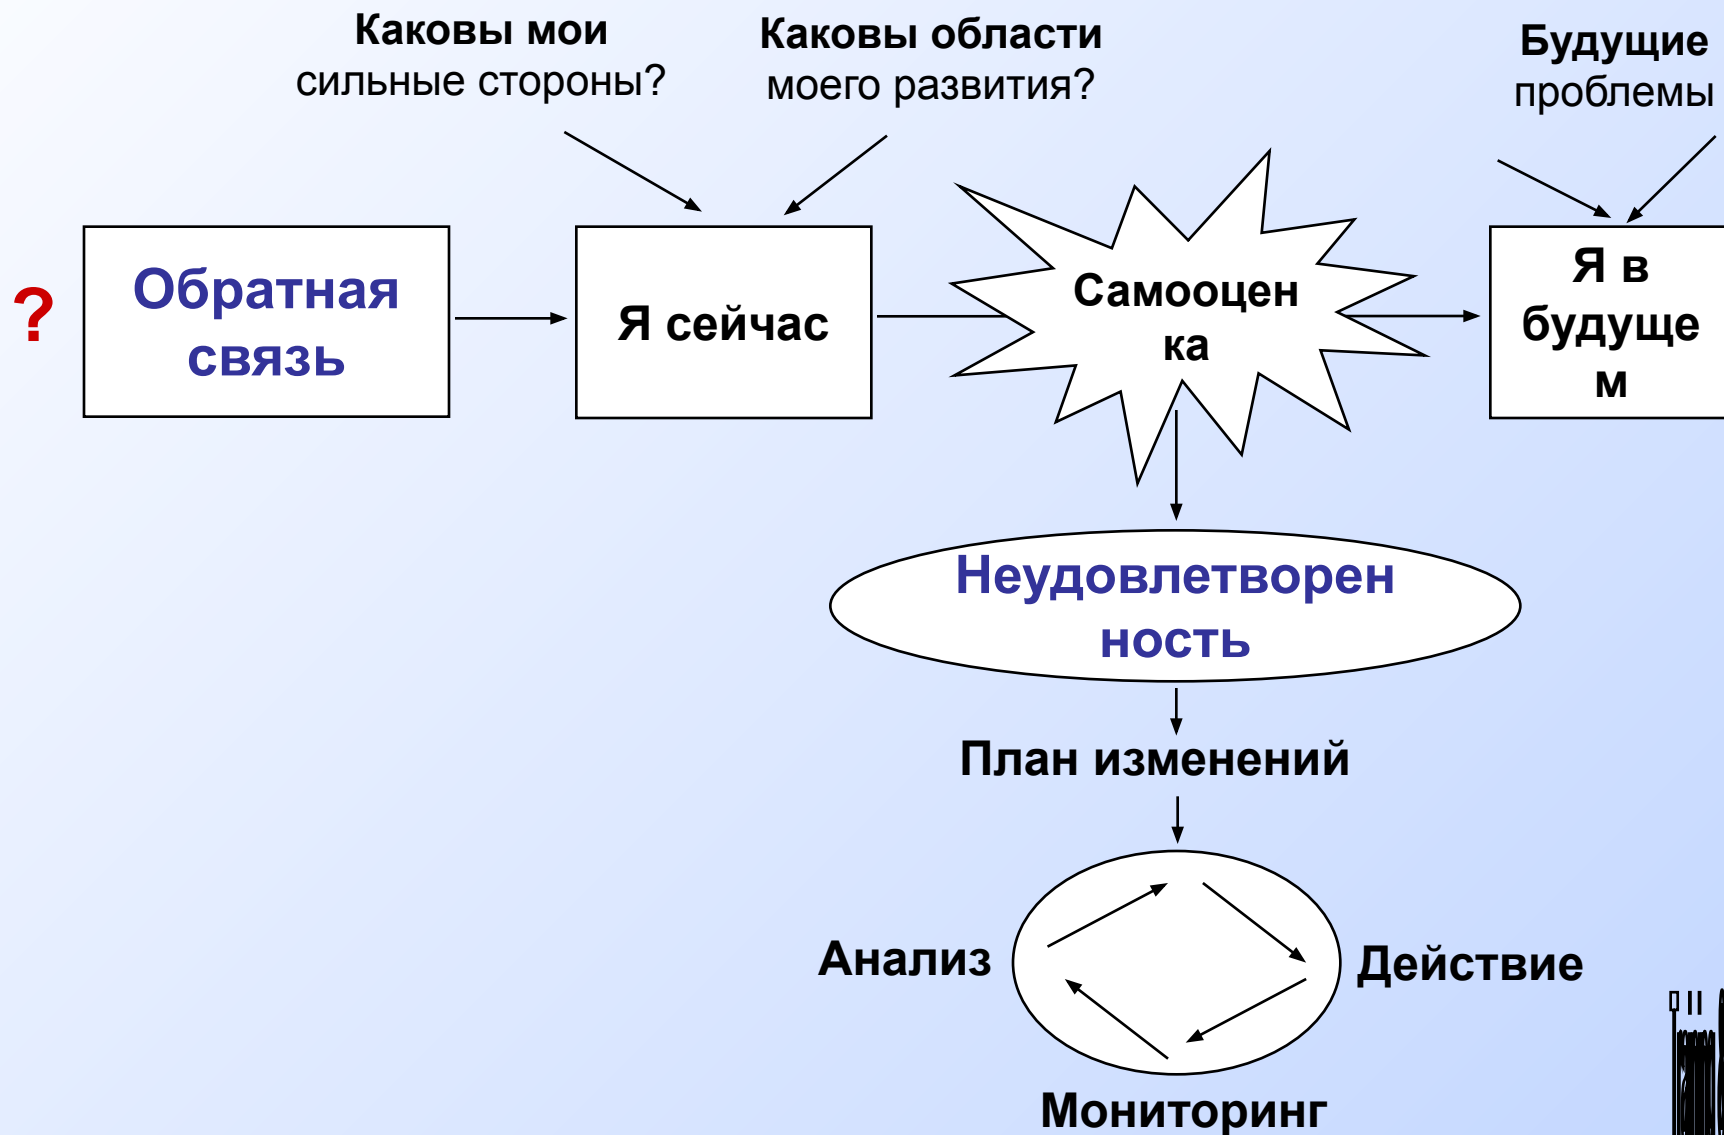 Каковы мои
сильные стороны?
Каковы области
моего развития?
Будущие
проблемы
?
Обратная
связь
Я сейчас
Самооцен
ка
Я в
будуще
м
Неудовлетворен
ность
План изменений
Анализ
Действие
Мониторинг